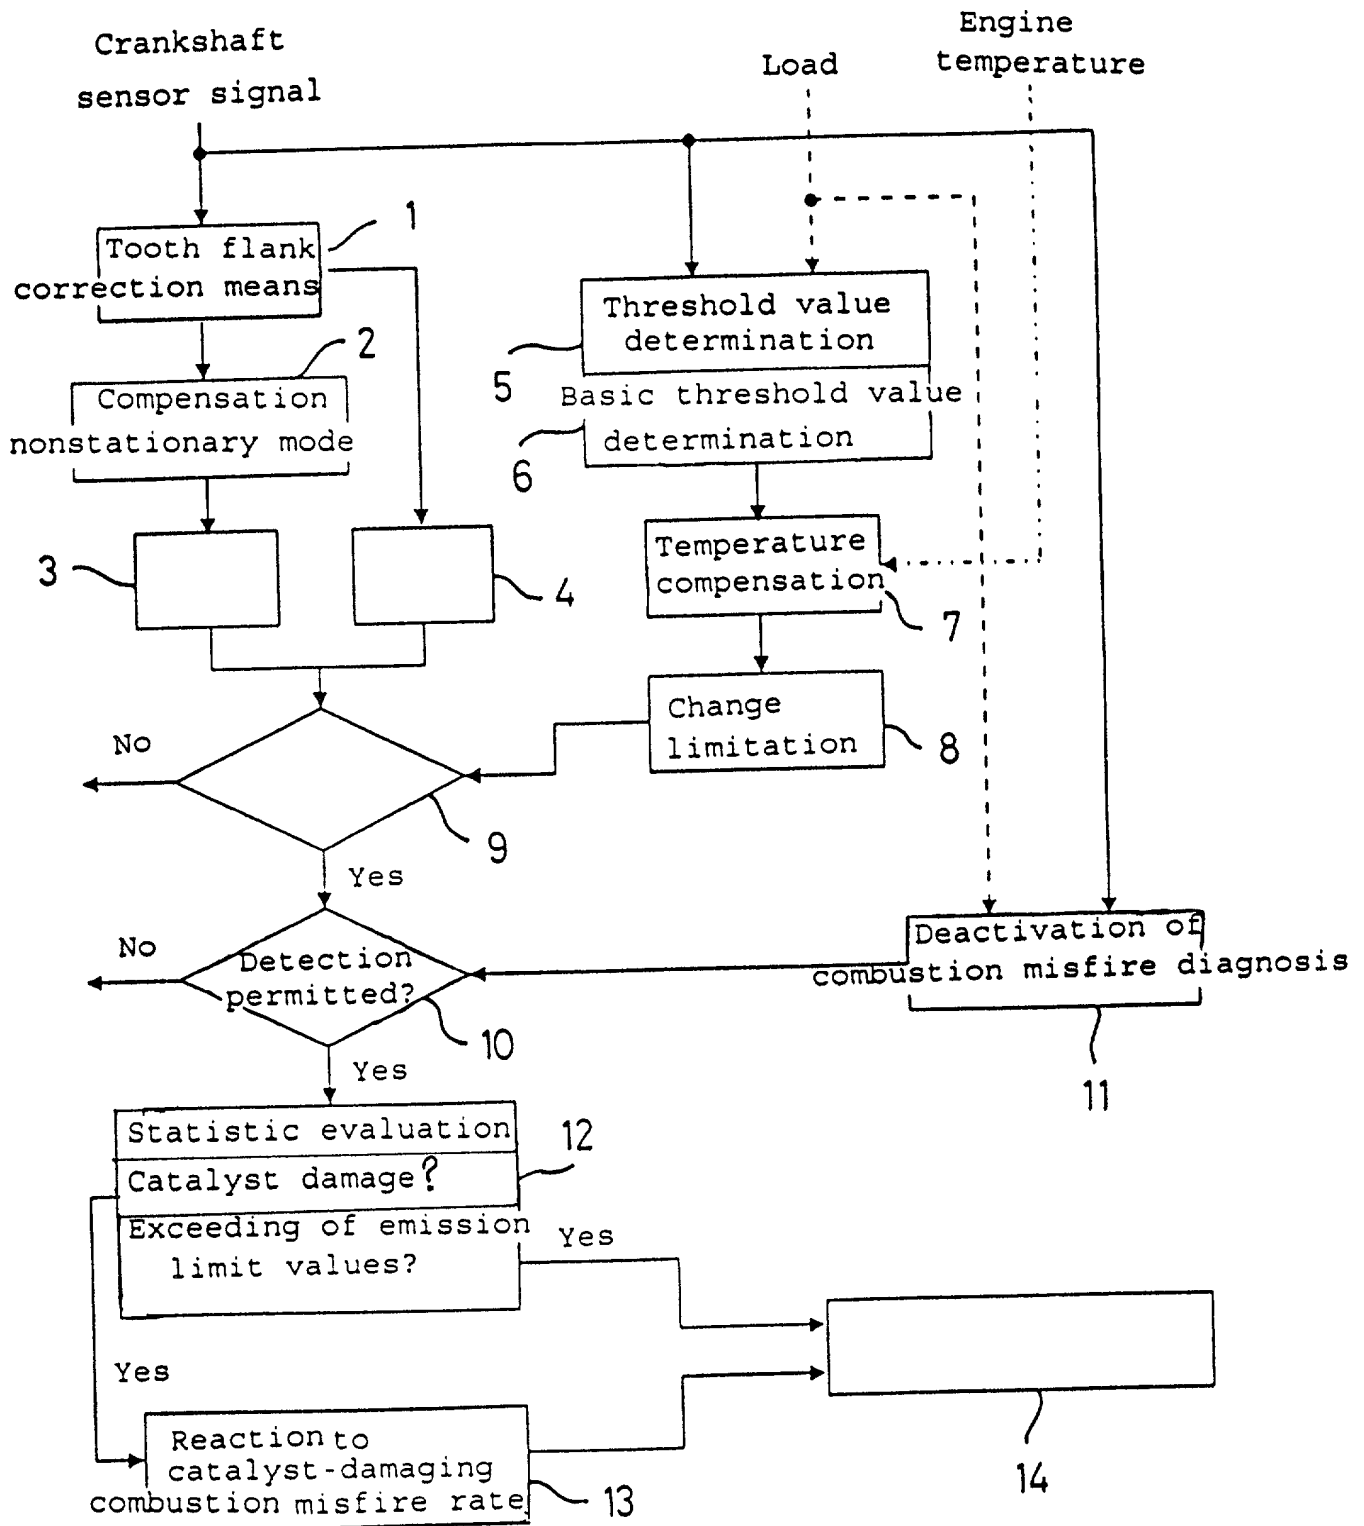 Crankshaft
sensor signal
Load
Engine
temperature
Tooth flank
correction means
1
Compensation
nonstationary mode
2
3
4
Threshold value
determination
5
Basic threshold value
determination
6
Temperature
compensation
7
Change
limitation
8
No
9
Yes
No
Detection
permitted?
10
Yes
Deactivation of
combustion misfire diagnosis
11
Statistic evaluation
12
Catalyst damage?
Exceeding of emission
limit values?
Yes
Yes
Reaction to
catalyst-damaging
combustion misfire rate
13
14